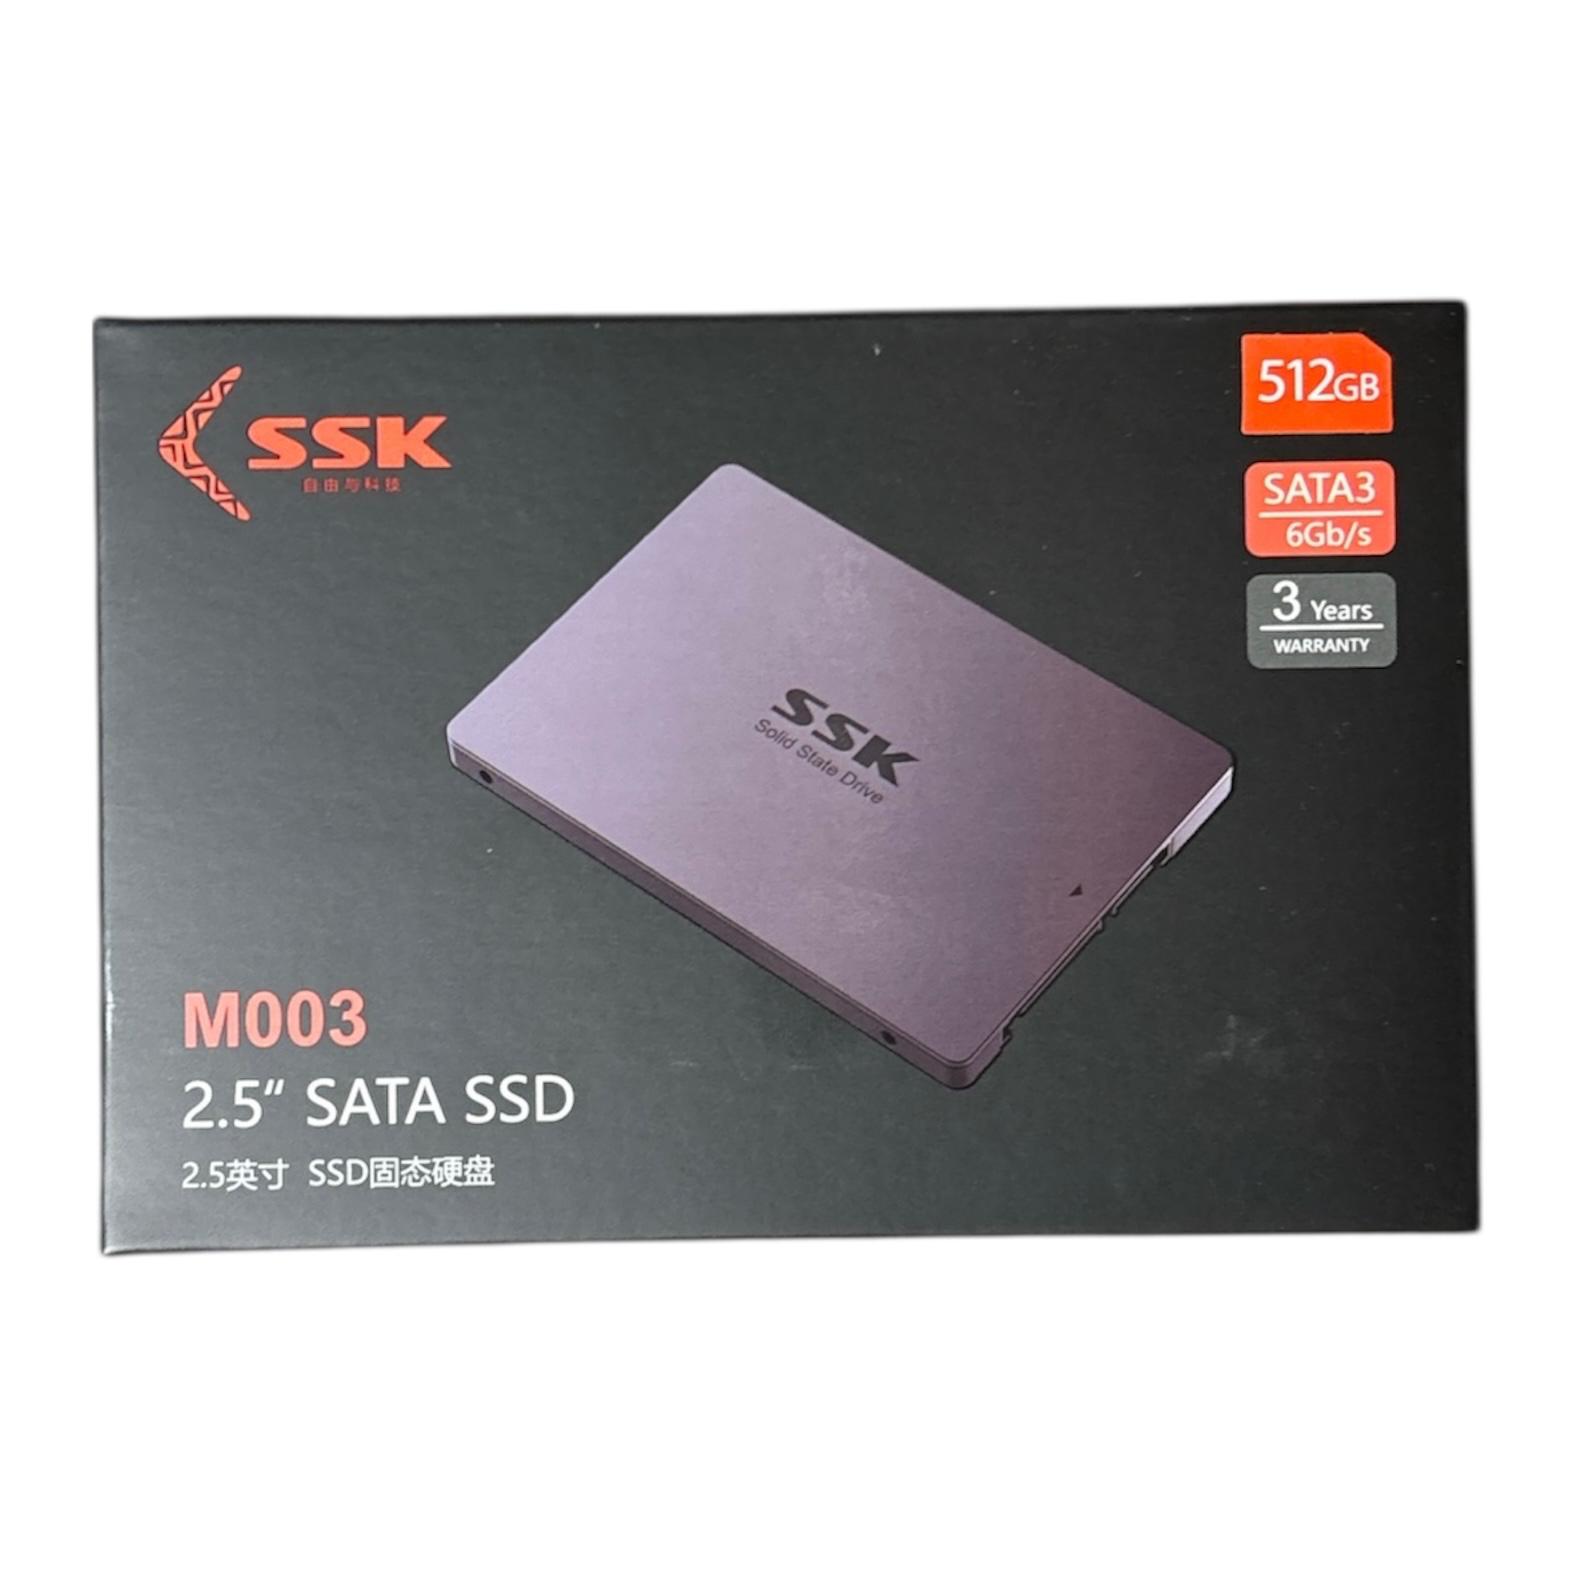 SSK
自由与科技
512GB
SATA3
6Gb/s
3 Years
WARRANTY
SSK
Solid State Drive
M003
2.5“ SATA SSD
2.5英寸 SSD固态硬盘